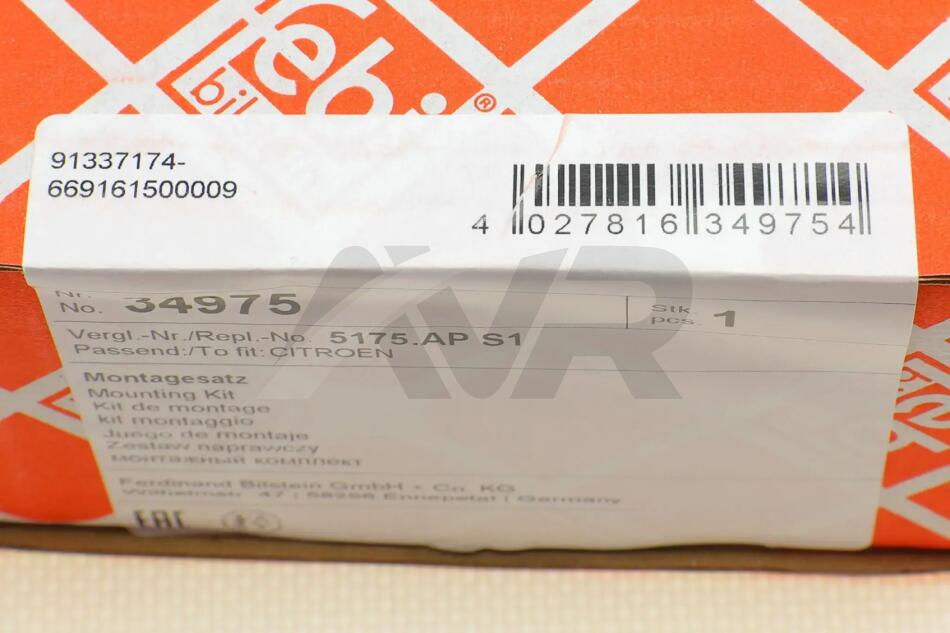 febi
bil
®
91337174-
669161500009
4 027816 349754
Nr.
No. 34975
Stk.
pcs. 1
Vergl.-Nr./Repl.-No. 5175.AP S1
Passend:/To fit: CITROEN
Montagesatz
Mounting Kit
Kit de montage
kit montaggio
Juego de montaje
Zestaw naprawczy
монтажный комплект
Ferdinand Bilstein GmbH + Co. KG
Wilhelmstr. 47 | 58256 Ennepetal | Germany
EAC
AVR